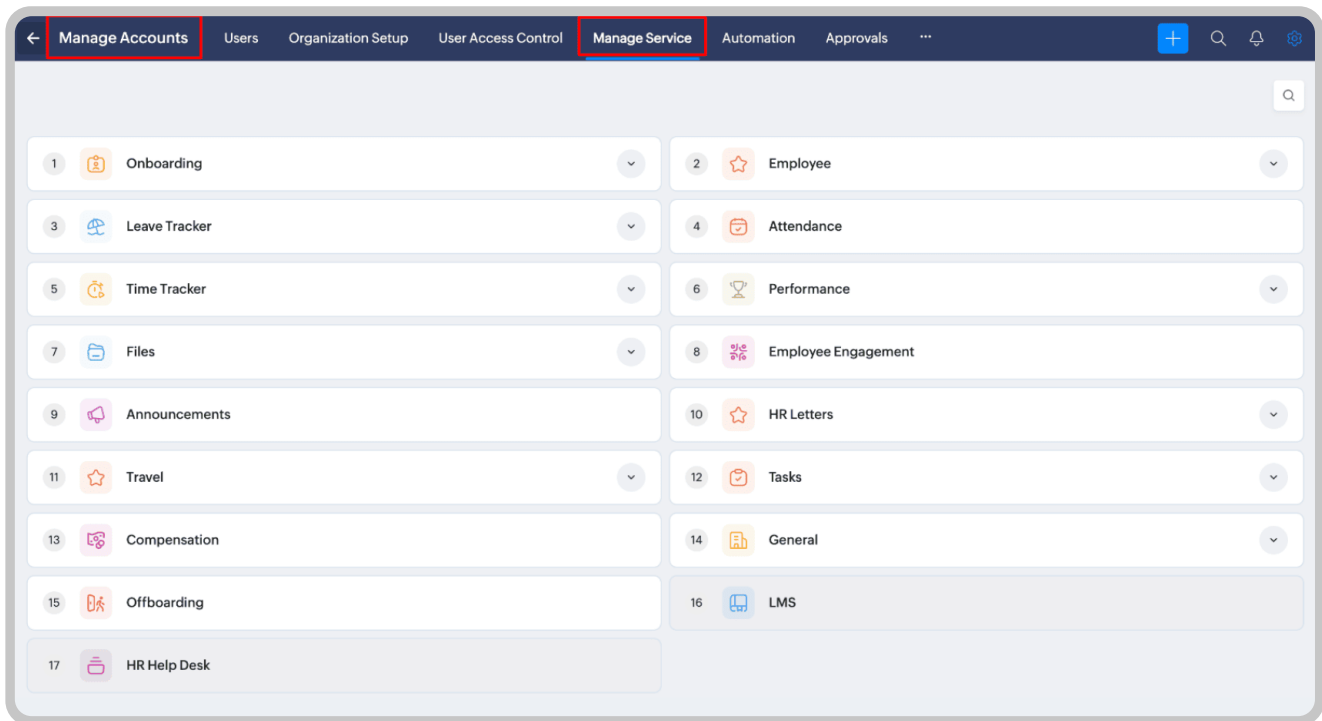 Manage Accounts Users Organization Setup User Access Control Manage Service Automation Approvals ...
1 Onboarding
2 Employee
3 Leave Tracker
4 Attendance
5 Time Tracker
6 Performance
7 Files
8 Employee Engagement
9 Announcements
10 HR Letters
11 Travel
12 Tasks
13 Compensation
14 General
15 Offboarding
16 LMS
17 HR Help Desk